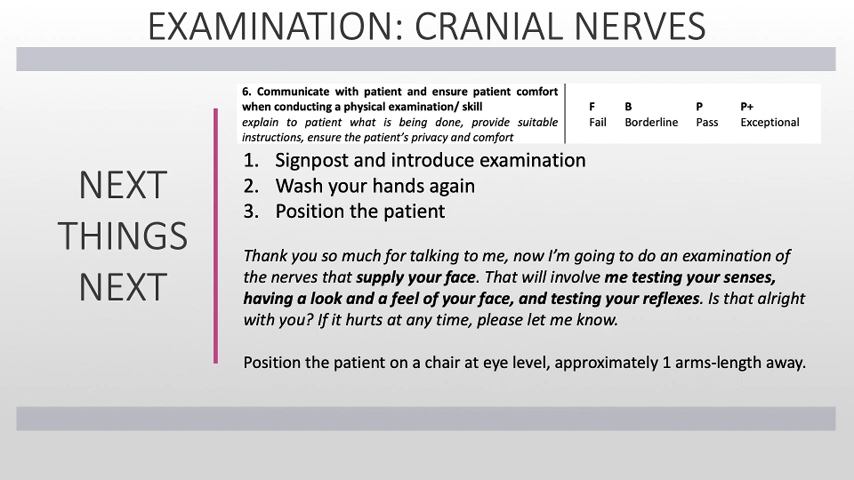 EXAMINATION: CRANIAL NERVES
6. Communicate with patient and ensure patient comfort
when conducting a physical examination/ skill
explain to patient what is being done, provide suitable
instructions, ensure the patient's privacy and comfort
F B P P+
Fail Borderline Pass Exceptional
NEXT
THINGS
NEXT
1. Signpost and introduce examination
2. Wash your hands again
3. Position the patient
Thank you so much for talking to me, now I'm going to do an examination of
the nerves that supply your face. That will involve me testing your senses,
having a look and a feel of your face, and testing your reflexes. Is that alright
with you? If it hurts at any time, please let me know.
Position the patient on a chair at eye level, approximately 1 arms-length away.